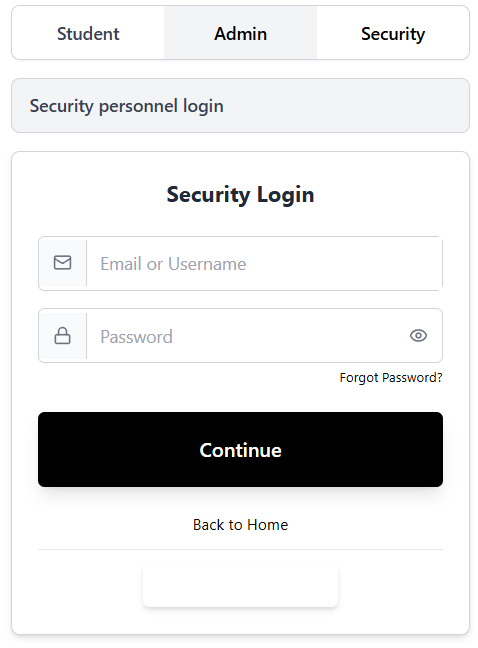 Student
Admin
Security
Security personnel login
Security Login
Email or Username
Password
Forgot Password?
Continue
Back to Home